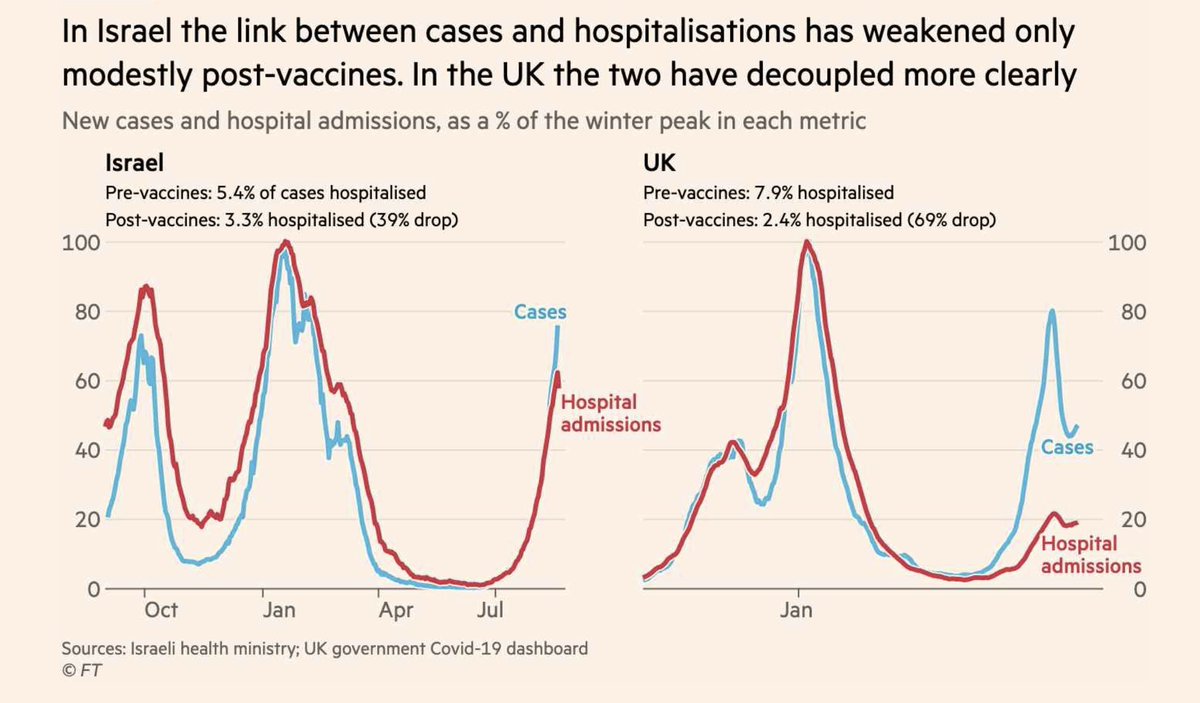 In Israel the link between cases and hospitalisations has weakened only
modestly post-vaccines. In the UK the two have decoupled more clearly
New cases and hospital admissions, as a % of the winter peak in each metric
Israel
Pre-vaccines: 5.4% of cases hospitalised
Post-vaccines: 3.3% hospitalised (39% drop)
100
80
60
40
20
0
Cases
Hospital
admissions
Oct
Jan
Apr
Jul
UK
Pre-vaccines: 7.9% hospitalised
Post-vaccines: 2.4% hospitalised (69% drop)
100
80
60
40
20
0
Cases
Hospital
admissions
Jan
Sources: Israeli health ministry; UK government Covid-19 dashboard
© FT